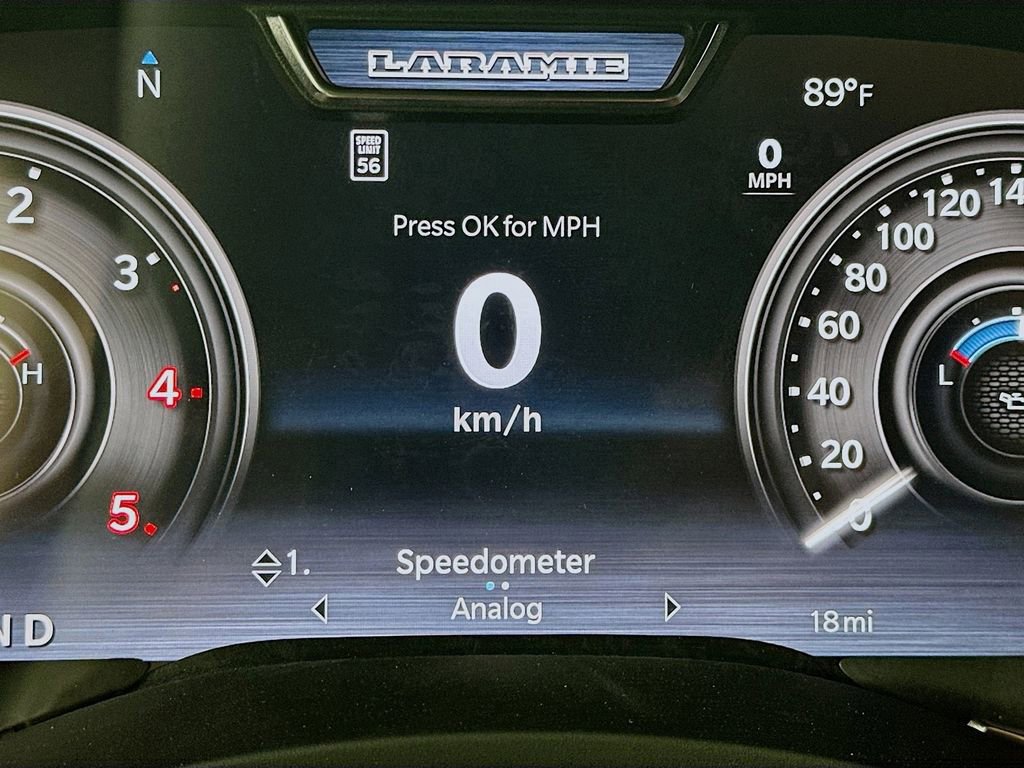 LARAMIE
N
89°F
SPEED
LIMIT
56
0
MPH
Press OK for MPH
0
km/h
2
3
4
5
H
120
100
80
60
40
20
0
L
1.
Speedometer
Analog
18mi
D